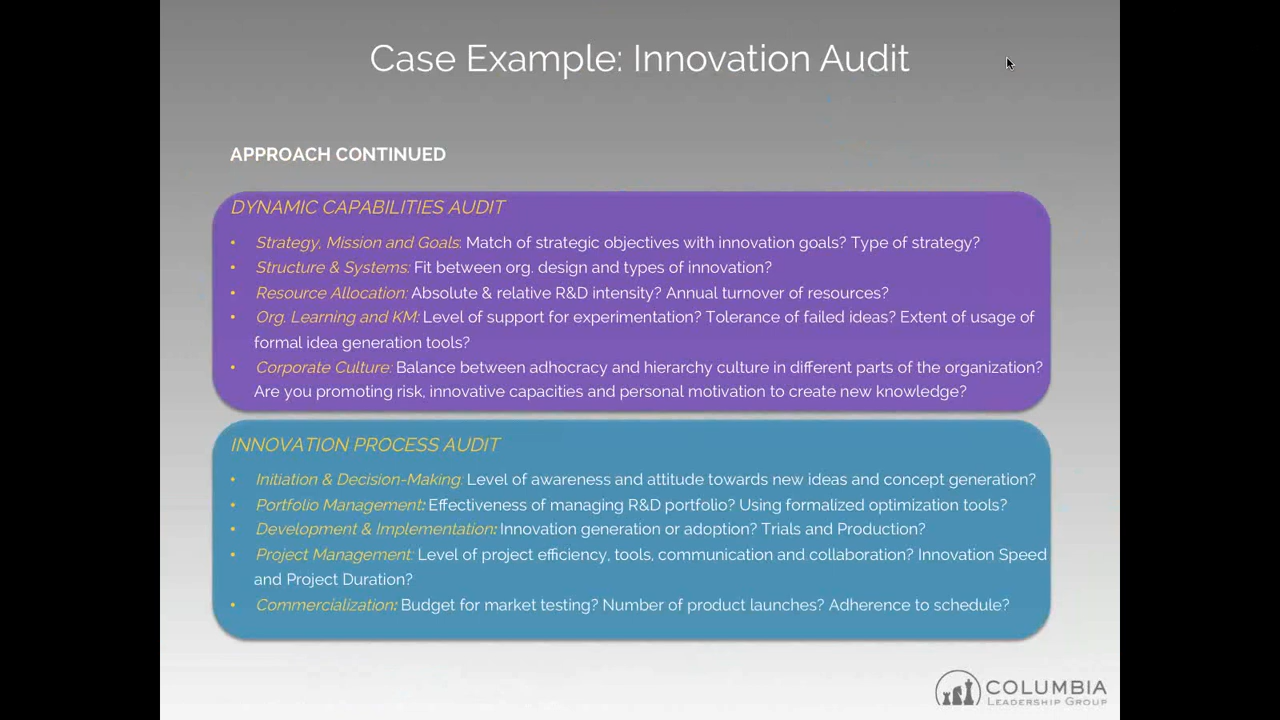 Case Example: Innovation Audit
APPROACH CONTINUED
DYNAMIC CAPABILITIES AUDIT
• Strategy, Mission and Goals: Match of strategic objectives with innovation goals? Type of strategy?
• Structure & Systems: Fit between org. design and types of innovation?
• Resource Allocation: Absolute & relative R&D intensity? Annual turnover of resources?
• Org. Learning and KM: Level of support for experimentation? Tolerance of failed ideas? Extent of usage of
formal idea generation tools?
• Corporate Culture: Balance between adhocracy and hierarchy culture in different parts of the organization?
Are you promoting risk, innovative capacities and personal motivation to create new knowledge?
INNOVATION PROCESS AUDIT
• Initiation & Decision-Making: Level of awareness and attitude towards new ideas and concept generation?
• Portfolio Management: Effectiveness of managing R&D portfolio? Using formalized optimization tools?
• Development & Implementation: Innovation generation or adoption? Trials and Production?
• Project Management: Level of project efficiency, tools, communication and collaboration? Innovation Speed
and Project Duration?
• Commercialization: Budget for market testing? Number of product launches? Adherence to schedule?
COLUMBIA
LEADERSHIP GROUP